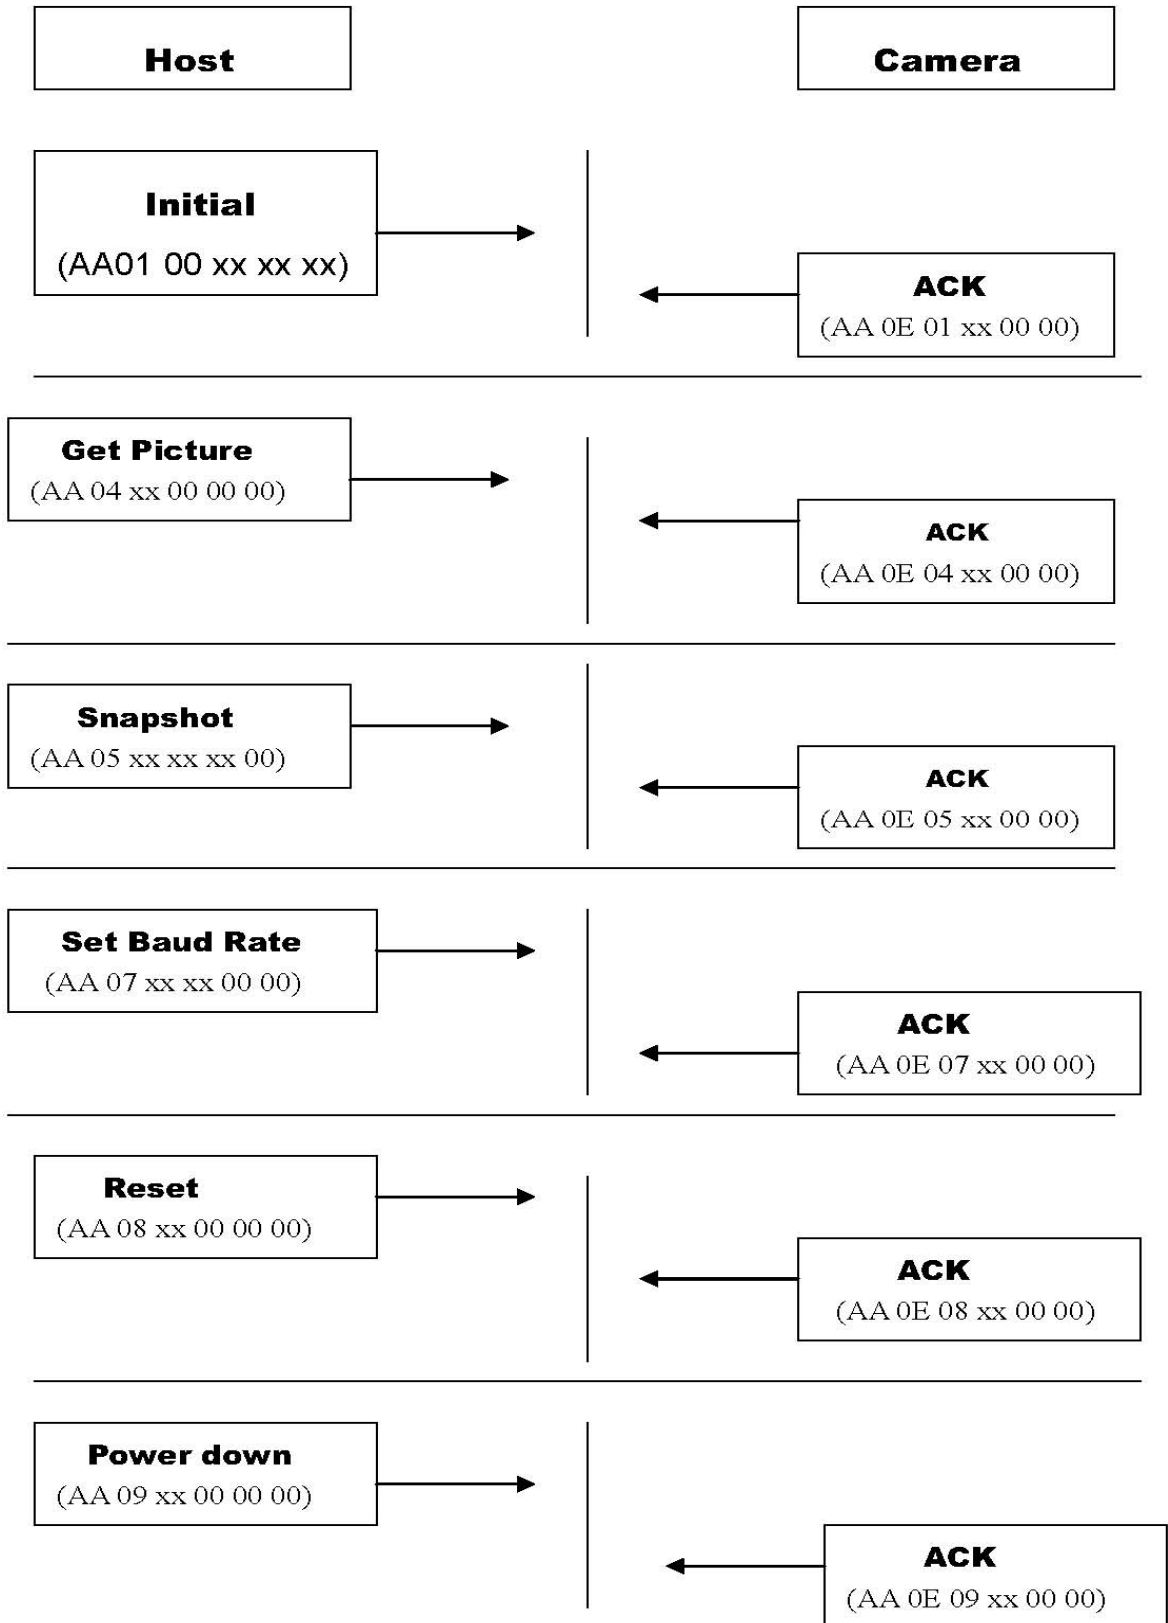 Host
Camera
Initial
(AA01 00 xx xx xx)
ACK
(AA 0E 01 xx 00 00)
Get Picture
(AA 04 xx 00 00 00)
ACK
(AA 0E 04 xx 00 00)
Snapshot
(AA 05 xx xx xx 00)
ACK
(AA 0E 05 xx 00 00)
Set Baud Rate
(AA 07 xx xx 00 00)
ACK
(AA 0E 07 xx 00 00)
Reset
(AA 08 xx 00 00 00)
ACK
(AA 0E 08 xx 00 00)
Power down
(AA 09 xx 00 00 00)
ACK
(AA 0E 09 xx 00 00)